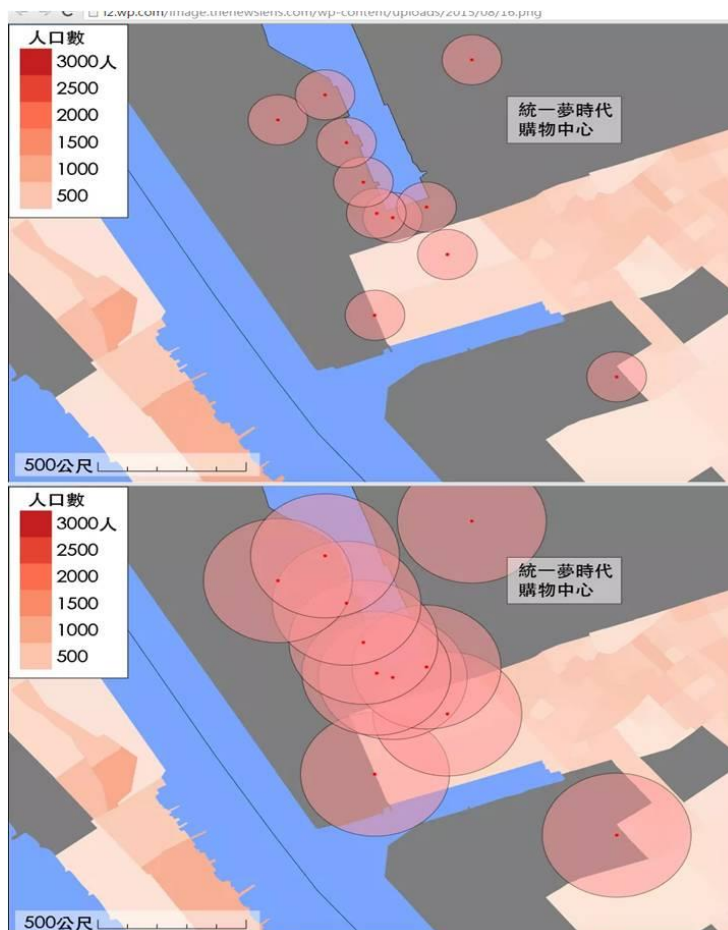 i2.wp.com/image.thenewslens.com/wp-content/uploads/2015/08/16.png
人口數
3000人
2500
2000
1500
1000
500
統一夢時代
購物中心
500公尺
人口數
3000人
2500
2000
1500
1000
500
統一夢時代
購物中心
500公尺